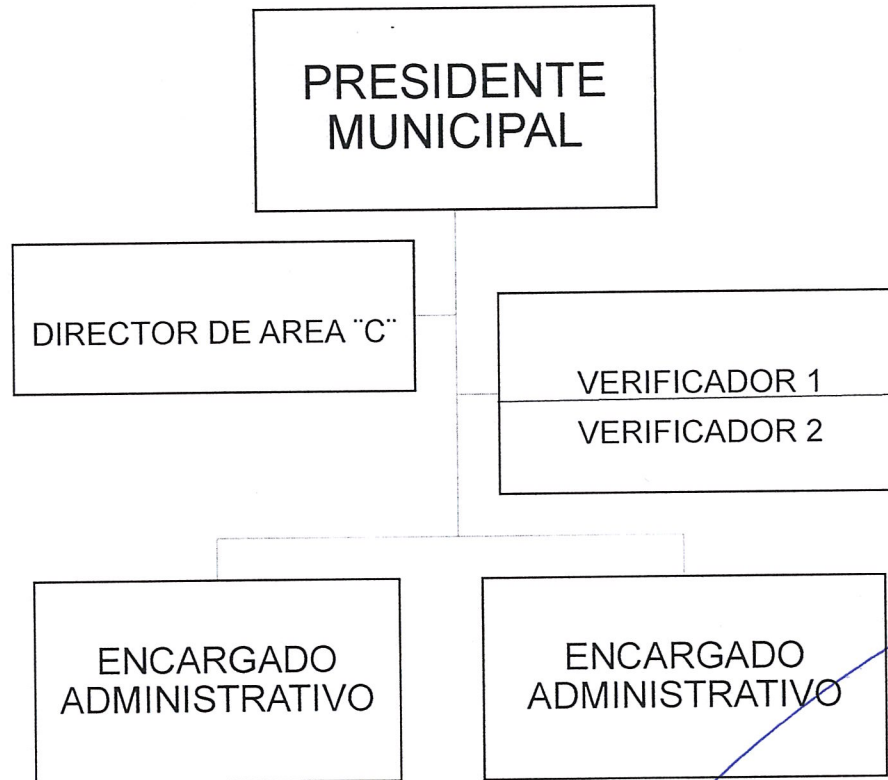 PRESIDENTE
MUNICIPAL
DIRECTOR DE AREA ¨C¨
VERIFICADOR 1
VERIFICADOR 2
ENCARGADO
ADMINISTRATIVO
ENCARGADO
ADMINISTRATIVO